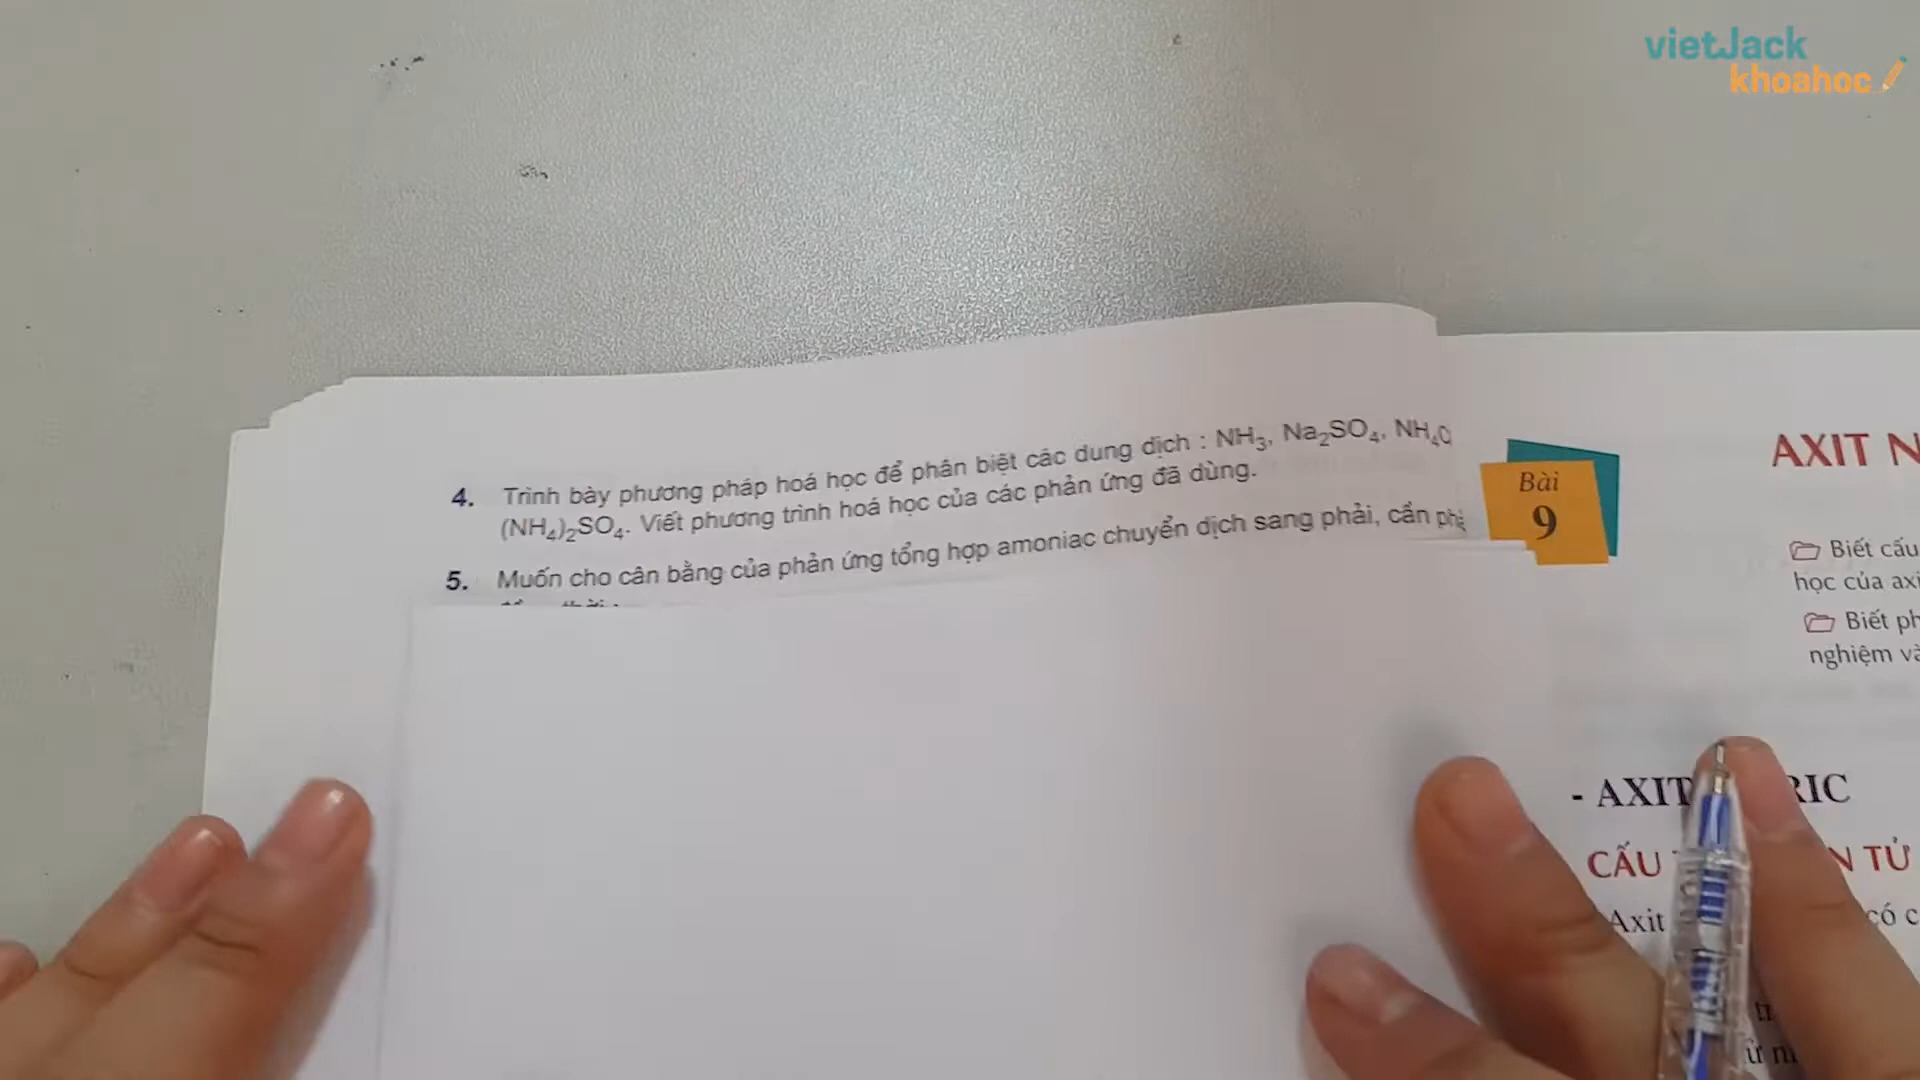 vietJack
khoahoc
4. Trình bày phương pháp hoá học để phân biệt các dung dịch : NH₃, Na₂SO₄, NH₄C
(NH₄)₂SO₄. Viết phương trình hoá học của các phản ứng đã dùng.
5. Muốn cho cân bằng của phản ứng tổng hợp amoniac chuyển dịch sang phải, cần
Bài
9
AXIT N
Biết cấu
học của axi
Biết ph
nghiệm và
- AXIT RIC
CẤU N TỬ
Axit có c